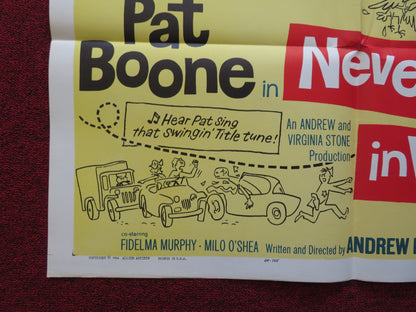 Pat
Boone in Neve
♫ Hear Pat Sing
that swingin' Title tune!
An ANDREW and
VIRGINIA STONE
Production
in
co-starring
FIDELMA MURPHY - MILO O'SHEA Written and Directed by ANDREW